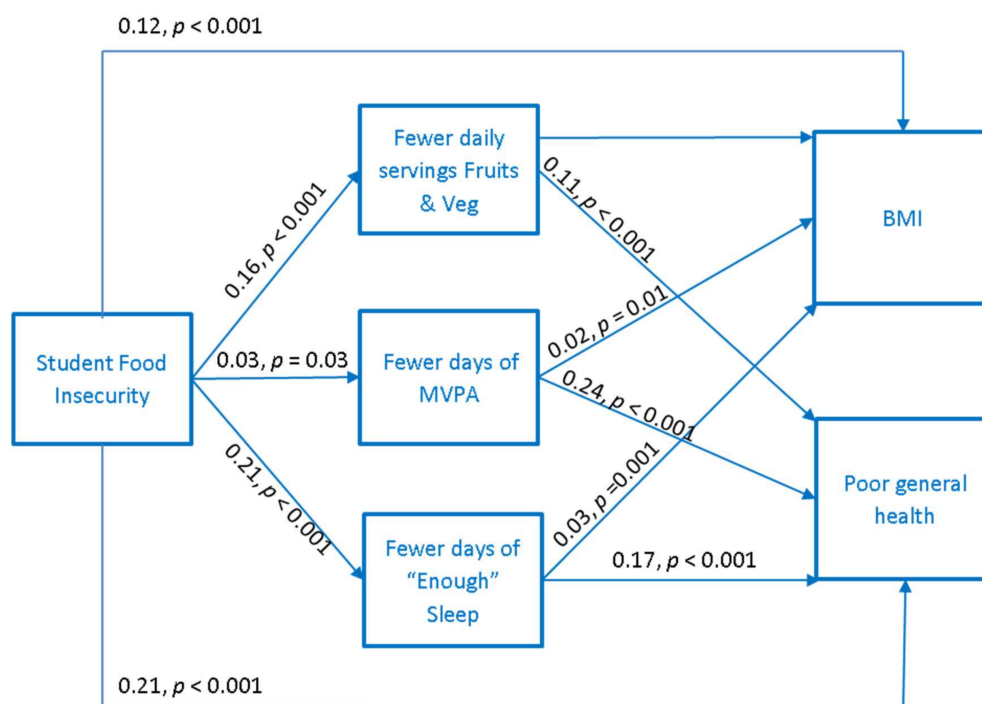 0.12, p < 0.001
Fewer daily
servings Fruits
& Veg
0.16, p < 0.001
0.11, p < 0.001
BMI
Student Food
Insecurity
0.03, p = 0.03
Fewer days of
MVPA
0.02, p = 0.01
0.24, p < 0.001
0.21, p < 0.001
Fewer days of
“Enough”
Sleep
0.03, p =0.001
0.17, p < 0.001
Poor general
health
0.21, p < 0.001